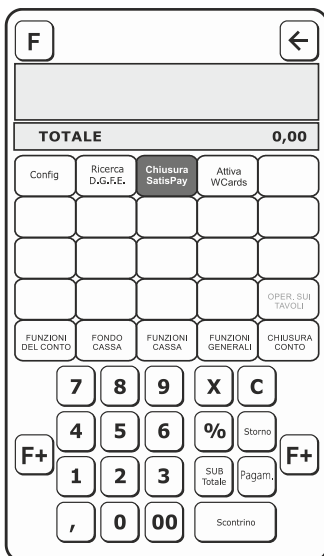 F ←
TOTALE 0,00
Config Ricerca D.G.F.E. Chiusura SatisPay Attiva WCards
OPER. SUI TAVOLI
FUNZIONI DEL CONTO FONDO CASSA FUNZIONI CASSA FUNZIONI GENERALI CHIUSURA CONTO
7 8 9 X C
4 5 6 % Storno
F+ F+
1 2 3 SUB Totale Pagam.
, 0 00 Scontrino